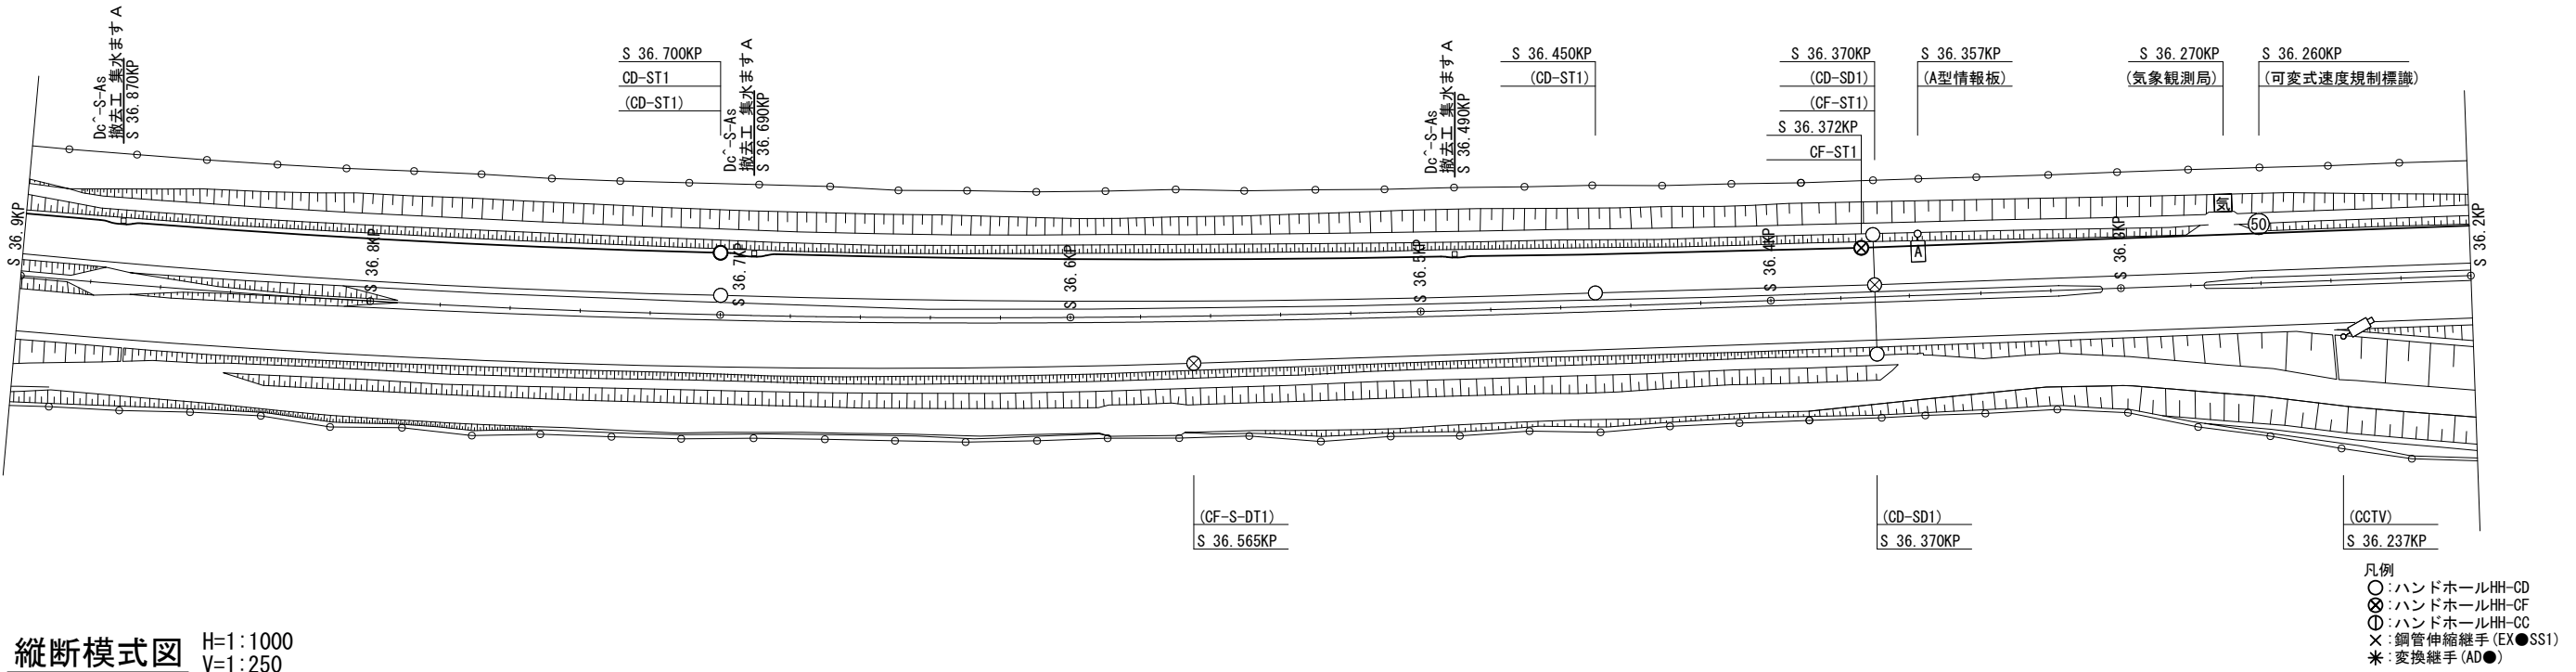 Dc^-S-As
撤去工 集水ますA
S 36.870KP
S 36.700KP
CD-ST1
(CD-ST1)
Dc^-S-As
撤去工 集水ますA
S 36.690KP
Dc^-S-As
撤去工 集水ますA
S 36.490KP
S 36.450KP
(CD-ST1)
S 36.370KP
(CD-SD1)
(CF-ST1)
S 36.372KP
CF-ST1
S 36.357KP
(A型情報板)
S 36.270KP
(気象観測局)
S 36.260KP
(可変式速度規制標識)
S 36.9KP
S 36.8KP
S 36.7KP
S 36.6KP
S 36.5KP
S 36.4KP
A
S 36.3KP
気
50
S 36.2KP
(CF-S-DT1)
S 36.565KP
(CD-SD1)
S 36.370KP
(CCTV)
S 36.237KP
凡例
:ハンドホールHH-CD
:ハンドホールHH-CF
:ハンドホールHH-CC
:鋼管伸縮継手(EX●SS1)
:変換継手(AD●)
縦断模式図 H=1:1000
V=1:250